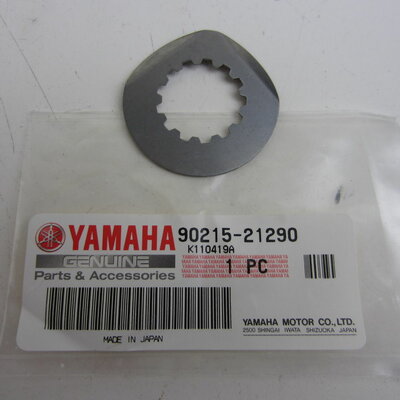 YAMAHA 90215-21290
GENUINE K110419A
Parts & Accessories 1 PC
MADE IN JAPAN
YAMAHA MOTOR CO.,LTD.
2500 SHINGAI IWATA SHIZUOKA JAPAN